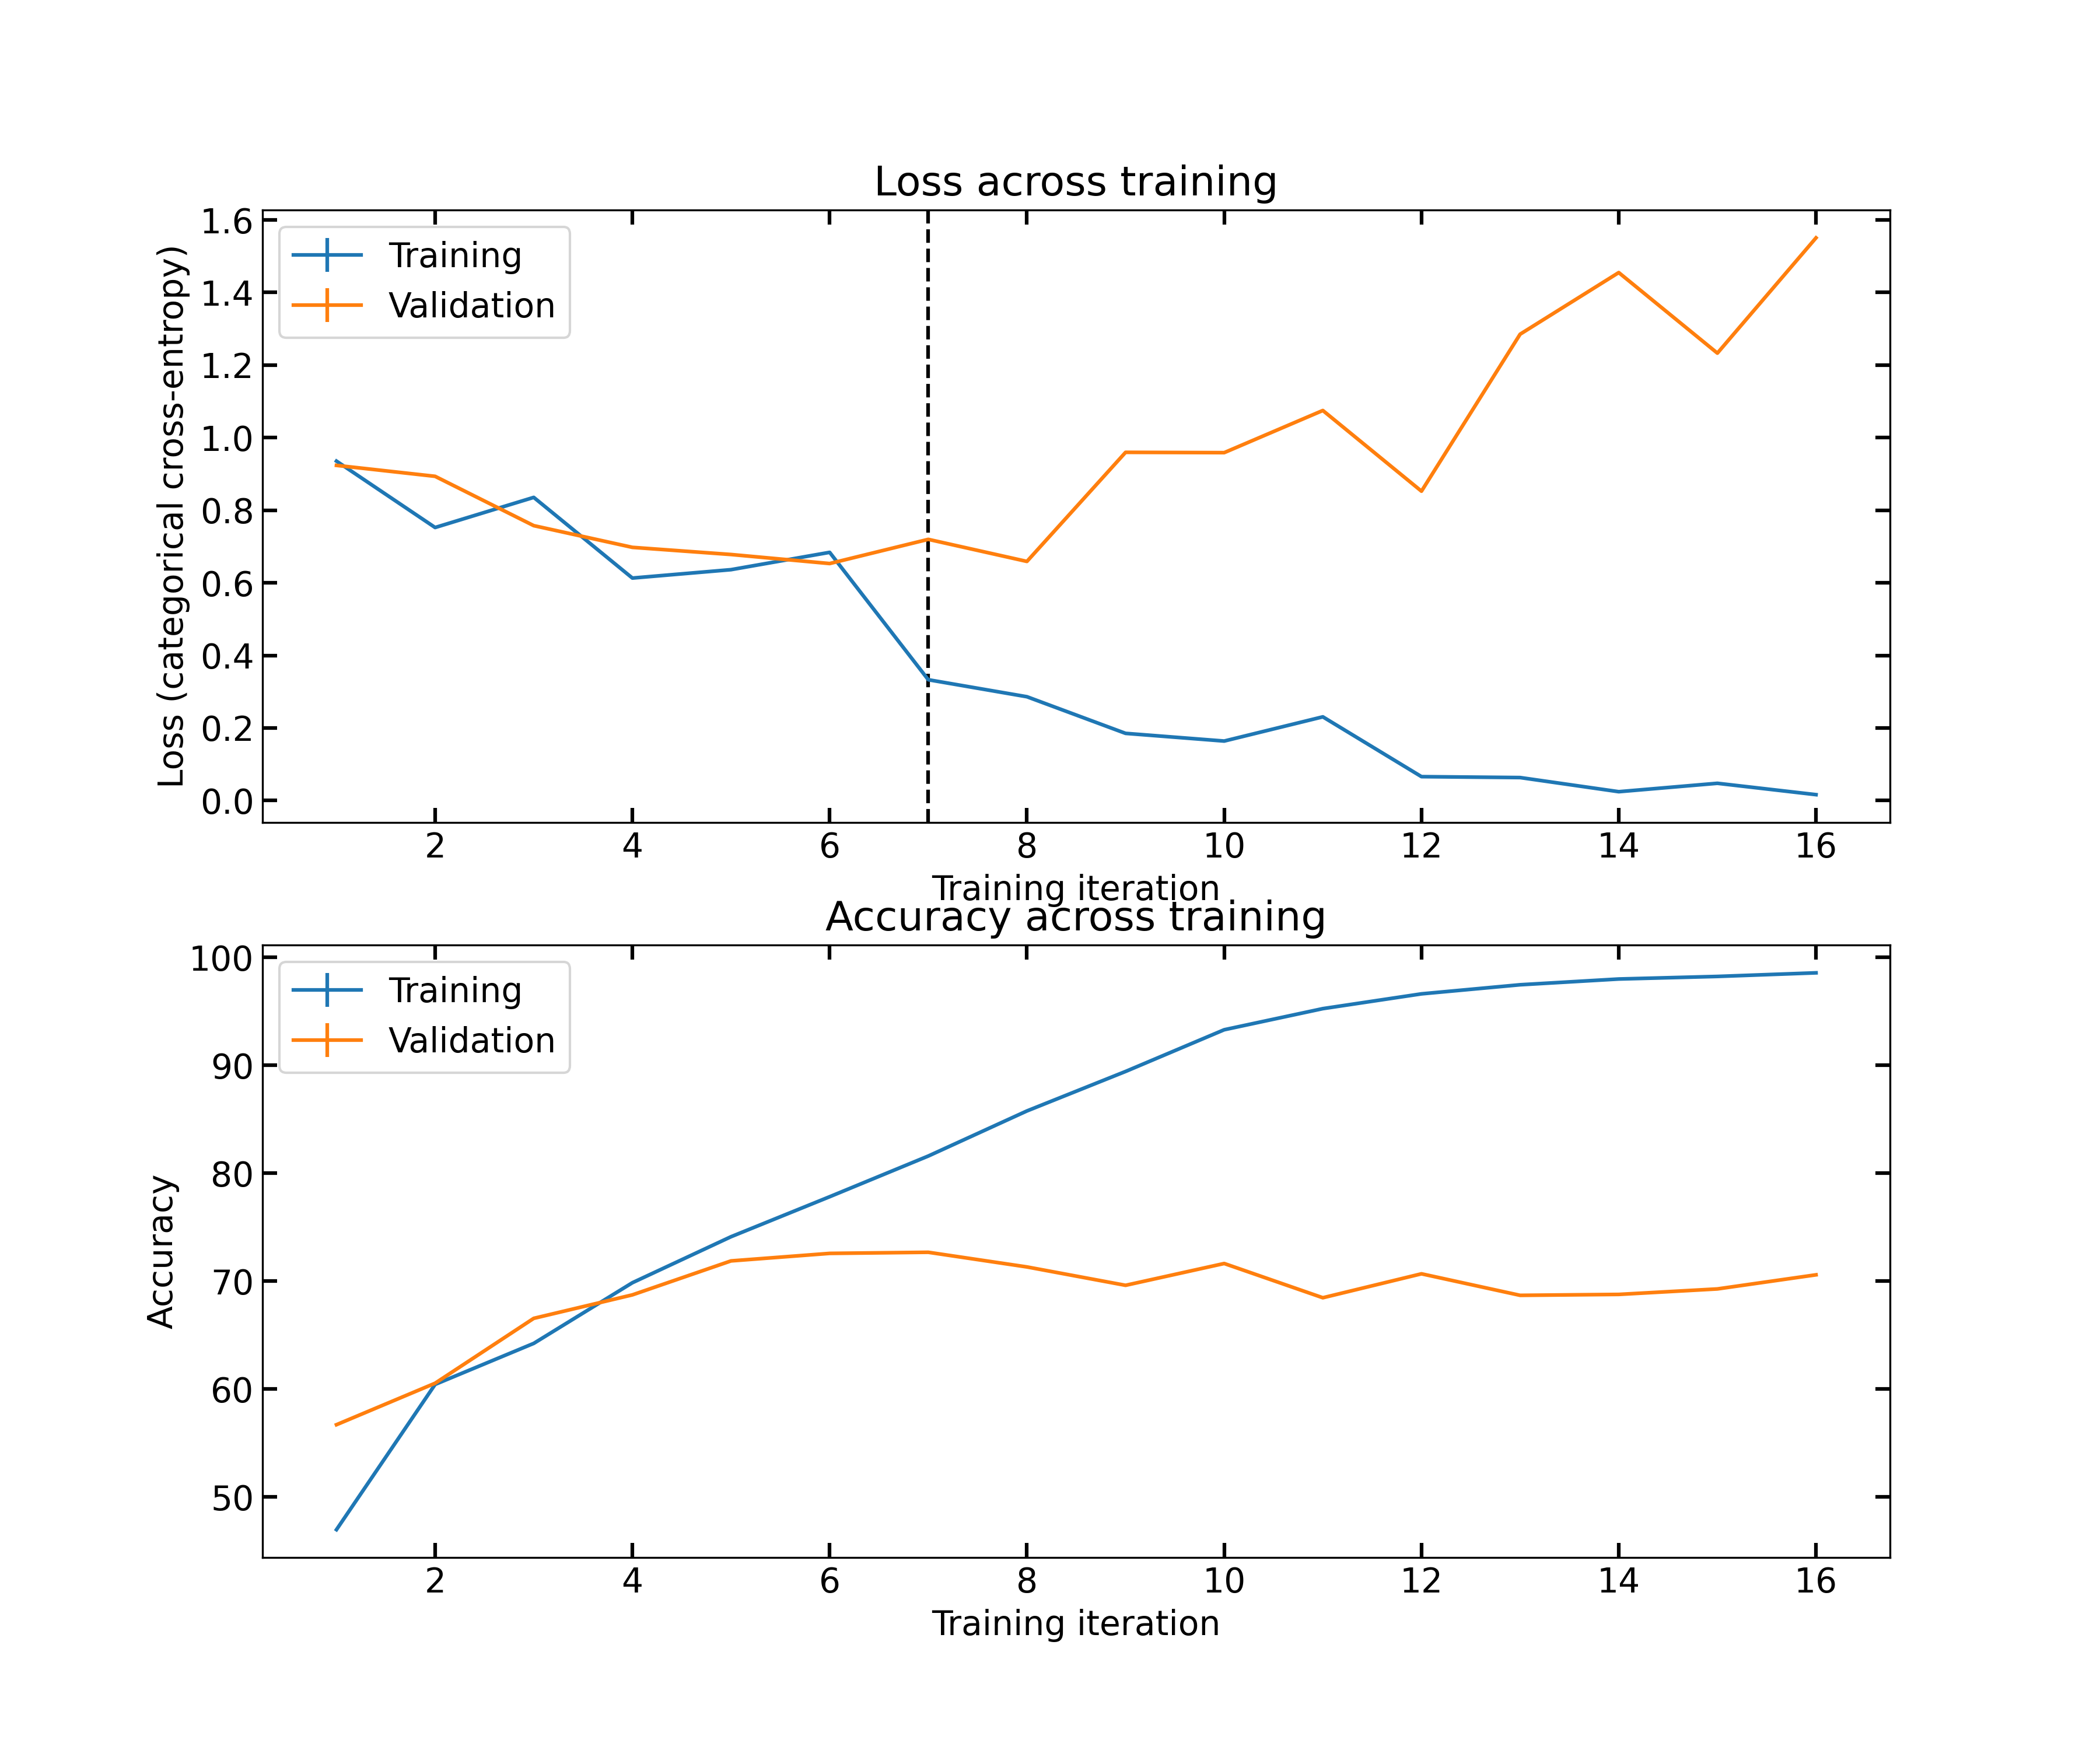 Loss across training
Loss (categorical cross-entropy)
1.6
1.4
1.2
1.0
0.8
0.6
0.4
0.2
0.0
Training
Validation
2 4 6 8 10 12 14 16
Training iteration
Accuracy across training
Accuracy
100
90
80
70
60
50
Training
Validation
2 4 6 8 10 12 14 16
Training iteration